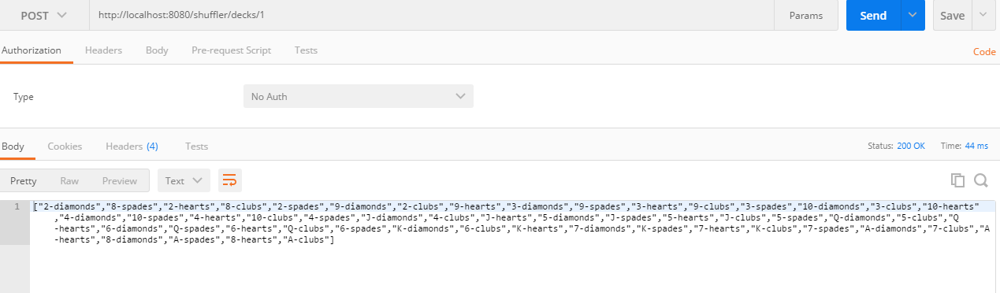 POST http://localhost:8080/shuffler/decks/1 Params Send Save
Authorization Headers Body Pre-request Script Tests Code
Type No Auth
Body Cookies Headers (4) Tests Status: 200 OK Time: 44 ms
Pretty Raw Preview Text
1 ["2-diamonds","8-spades","2-hearts","8-clubs","2-spades","9-diamonds","2-clubs","9-hearts","3-diamonds","9-spades","3-hearts","9-clubs","3-spades","10-diamonds","3-clubs","10-hearts"
,"4-diamonds","10-spades","4-hearts","10-clubs","4-spades","J-diamonds","4-clubs","J-hearts","5-diamonds","J-spades","5-hearts","J-clubs","5-spades","Q-diamonds","5-clubs","Q
-hearts","6-diamonds","Q-spades","6-hearts","Q-clubs","6-spades","K-diamonds","6-clubs","K-hearts","7-diamonds","K-spades","7-hearts","K-clubs","7-spades","A-diamonds","7-clubs","A
-hearts","8-diamonds","A-spades","8-hearts","A-clubs"]